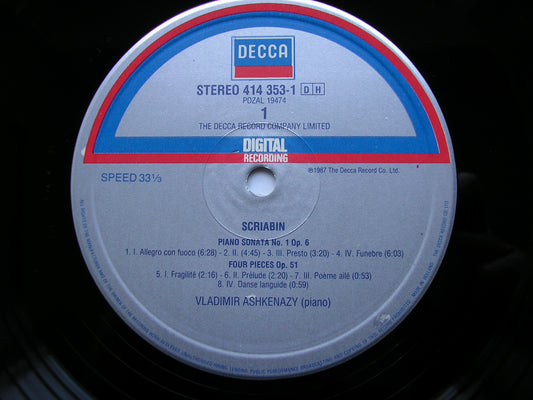 DECCA
STEREO 414 353-1 D H
PDZAL 19474
1
THE DECCA RECORD COMPANY LIMITED
DIGITAL
RECORDING
SPEED 33⅓
℗1987 The Decca Record Co. Ltd.
SCRIABIN
PIANO SONATA No. 1 Op. 6
1. I. Allegro con fuoco (6:28) - 2. II. (4:45) - 3. III. Presto (3:20) - 4. IV. Funebre (6:03)
FOUR PIECES Op. 51
5. I. Fragilité (2:16) - 6. II. Prélude (2:20) - 7. III. Poème ailé (0:53)
8. IV. Danse languide (0:59)
VLADIMIR ASHKENAZY (piano)